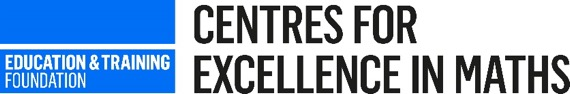 CENTRES FOR
EXCELLENCE IN MATHS
EDUCATION & TRAINING
FOUNDATION